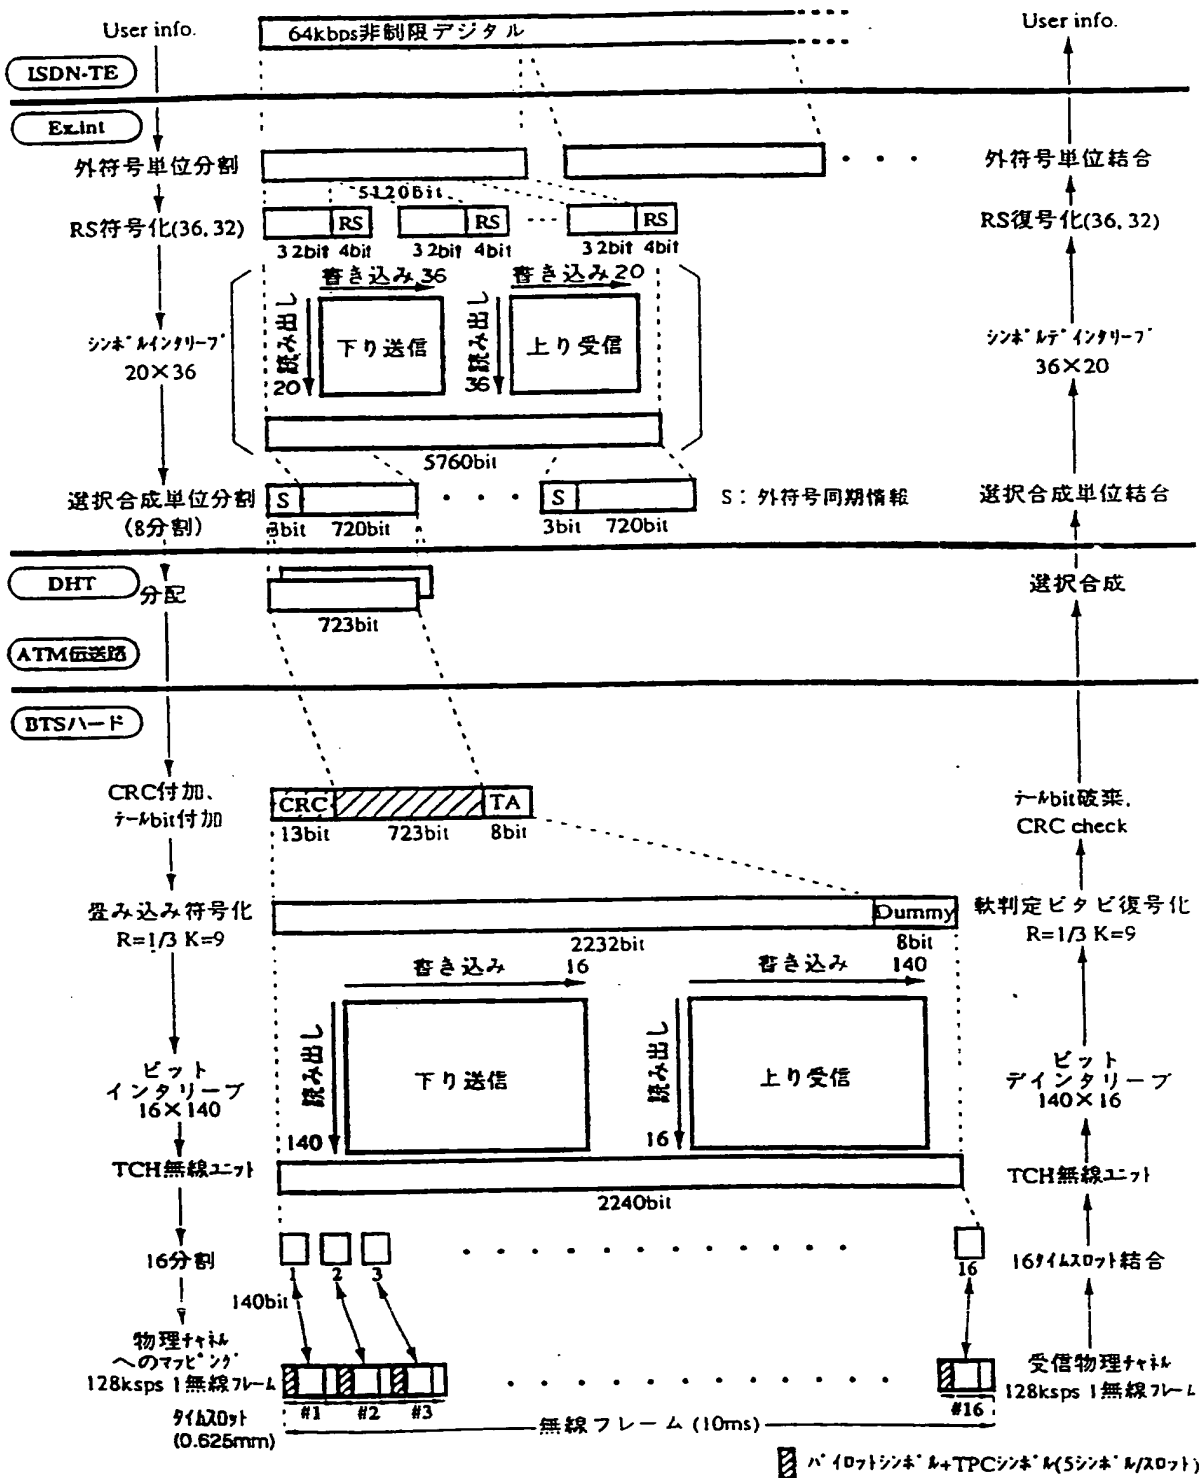 User info.
64kbps非制限デジタル
User info.
ISDN-TE
Ex.int
外符号単位分割
外符号単位結合
5120bit
RS符号化(36, 32)
RS
RS
RS
RS復号化(36, 32)
32bit 4bit
32bit 4bit
32bit 4bit
書き込み 36
書き込み 20
読み出し
下り送信
読み出し
上り受信
シンボルインタリーブ
20×36
シンボルデインタリーブ
36×20
20
36
5760bit
選択合成単位分割
(8分割)
S
S
S：外符号同期情報
選択合成単位結合
3bit 720bit
3bit 720bit
DHT
分配
選択合成
723bit
ATM伝送路
BTSハード
CRC付加、
テールbit付加
CRC
TA
テールbit破棄,
CRC check
13bit
723bit
8bit
畳み込み符号化
R=1/3 K=9
Dummy
軟判定ビタビ復号化
R=1/3 K=9
2232bit
8bit
書き込み 16
書き込み 140
読み出し
下り送信
読み出し
上り受信
ビット
インタリーブ
16×140
ビット
デインタリーブ
140×16
140
16
TCH無線ユニット
TCH無線ユニット
2240bit
16分割
1
2
3
16
16タイムスロット結合
140bit
物理チャネル
へのマッピング
128ksps 1無線フレーム
受信物理チャネル
128ksps 1無線フレーム
#1
#2
#3
#16
タイムスロット
(0.625mm)
無線フレーム (10ms)
パイロットシンボル+TPCシンボル(5シンボル/スロット)